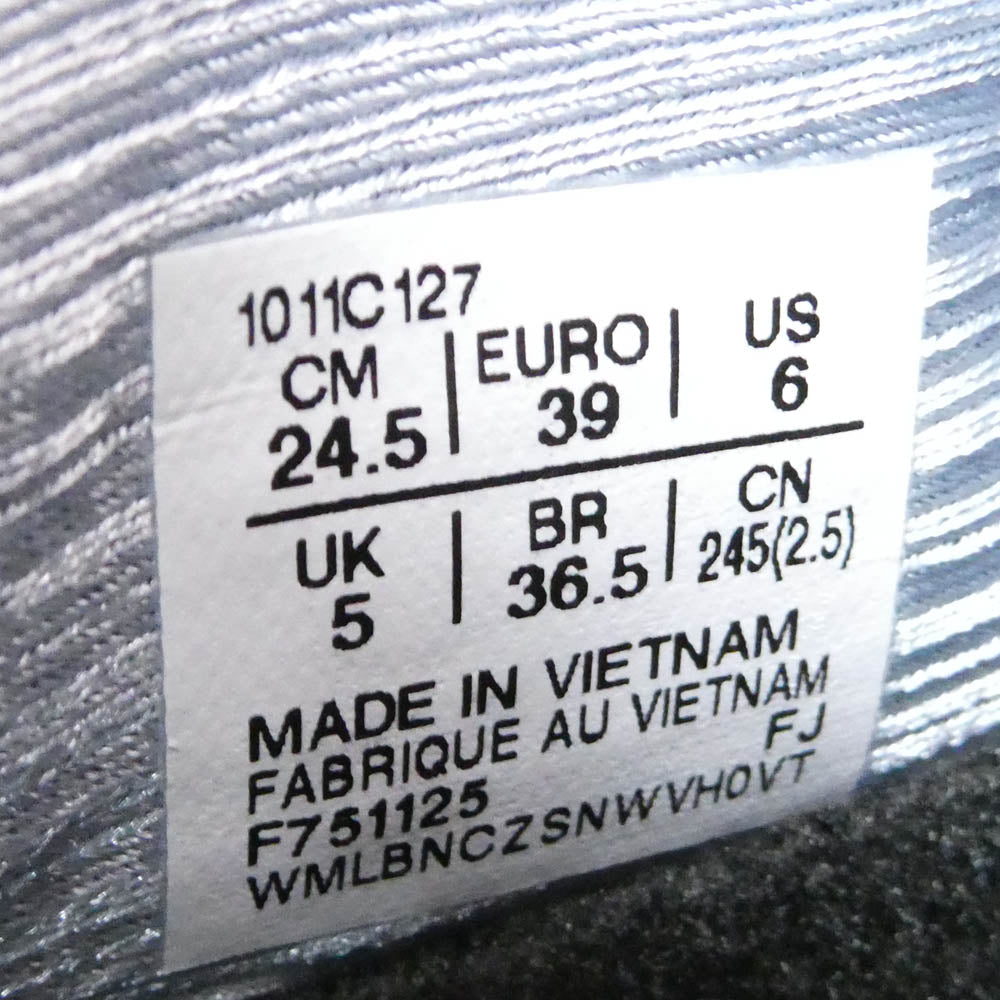 1011C127
CM | EURO | US
24.5 | 39 | 6
UK | BR | CN
5 | 36.5 | 245(2.5)
MADE IN VIETNAM
FABRIQUE AU VIETNAM
F751125 FJ
WMLBNCZSNWVHOVT